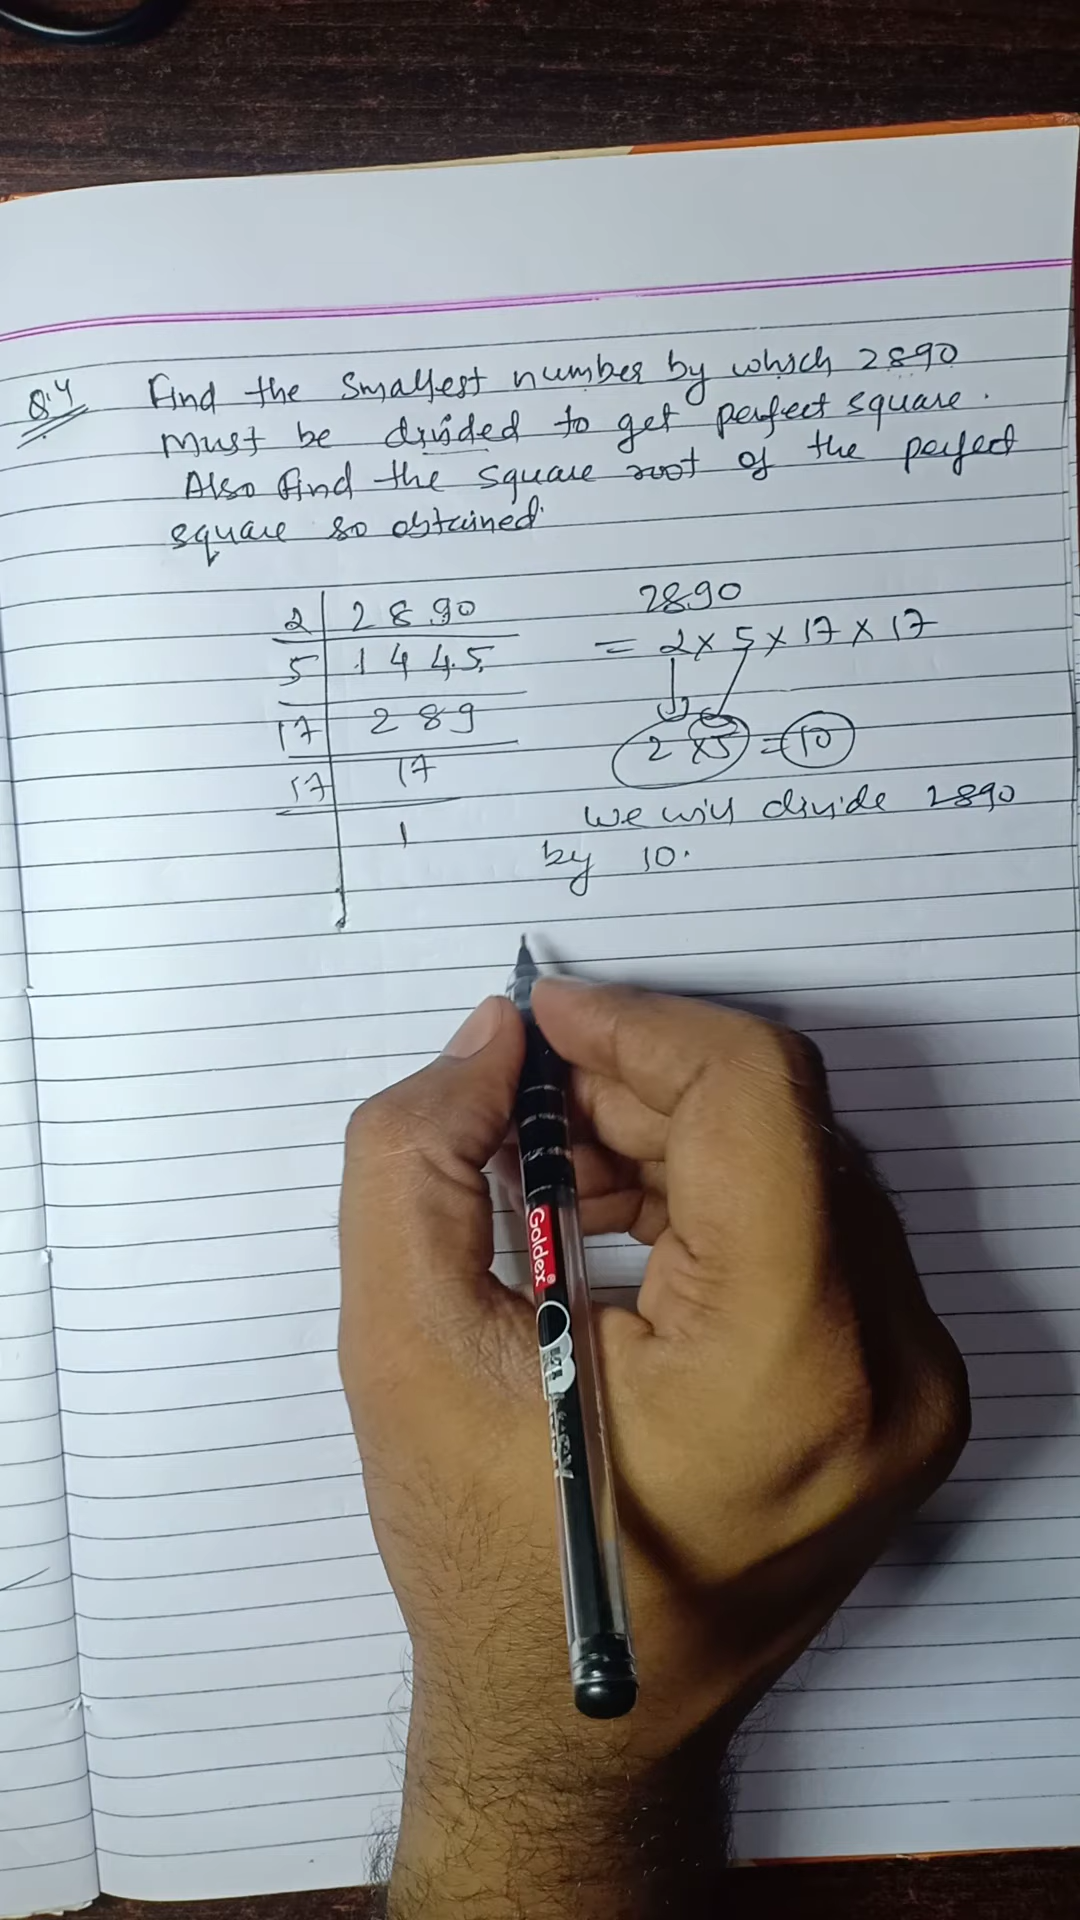 Q.4 Find the smallest number by which 2890
must be divided to get perfect square.
Also find the square root of the perfect
square so obtained.
2 2890
5 1445
17 289
17 17
1
2890
= 2 × 5 × 17 × 17
2 × 5 = 10
we will divide 2890
by 10.
Goldex®